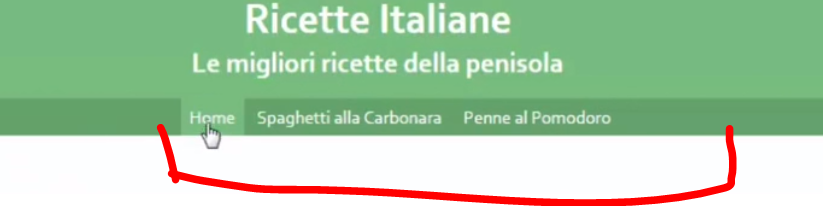 Ricette Italiane
Le migliori ricette della penisola
Home Spaghetti alla Carbonara Penne al Pomodoro